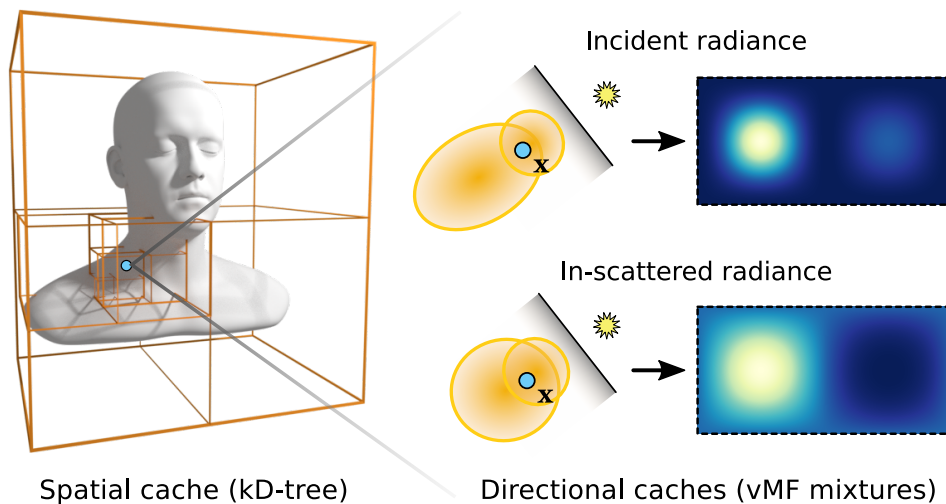 Incident radiance
x
In-scattered radiance
x
Spatial cache (kD-tree)
Directional caches (vMF mixtures)